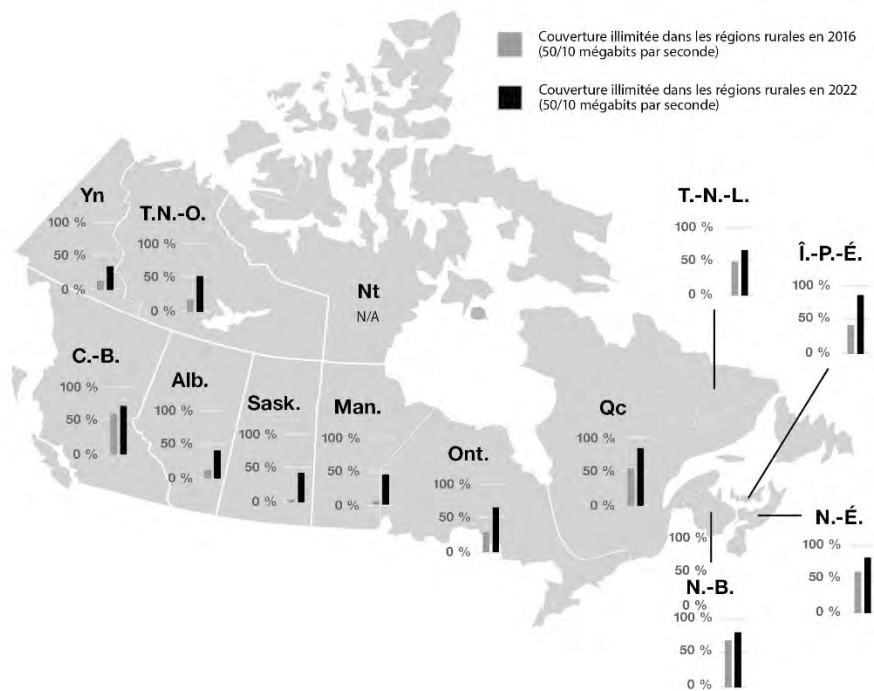 Couverture illimitée dans les régions rurales en 2016
(50/10 mégabits par seconde)
Couverture illimitée dans les régions rurales en 2022
(50/10 mégabits par seconde)
Yn
100 %
50 %
0 %
T.N.-O.
100 %
50 %
0 %
Nt
N/A
T.-N.-L.
100 %
50 %
0 %
Î.-P.-É.
100 %
50 %
0 %
C.-B.
100 %
50 %
0 %
Alb.
100 %
50 %
0 %
Sask.
100 %
50 %
0 %
Man.
100 %
50 %
0 %
Ont.
100 %
50 %
0 %
Qc
100 %
50 %
0 %
N.-É.
100 %
50 %
0 %
100 %
50 %
0 %
N.-B.
100 %
50 %
0 %